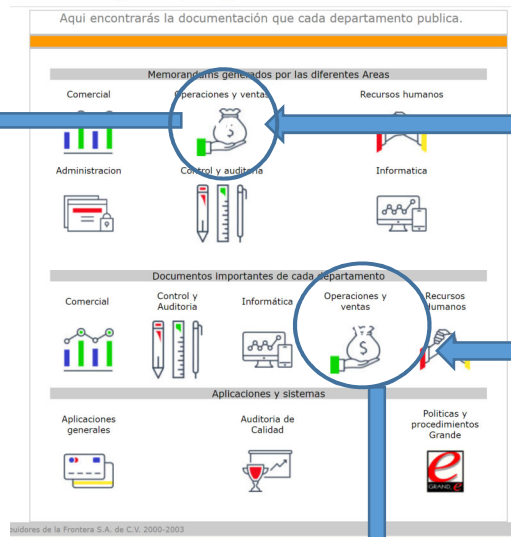 Aqui encontrarás la documentación que cada departamento publica.
Memorandums generados por las diferentes Areas
Comercial
Operaciones y ventas
Recursos humanos
Administracion
Control y auditoria
Informatica
Documentos importantes de cada departamento
Comercial
Control y
Auditoria
Informática
Operaciones y
ventas
Recursos
Humanos
Aplicaciones y sistemas
Aplicaciones
generales
Auditoria de
Calidad
Politicas y
procedimientos
Grande
e
GRAND
de la Frontera S.A. de C.V. 2000-2003